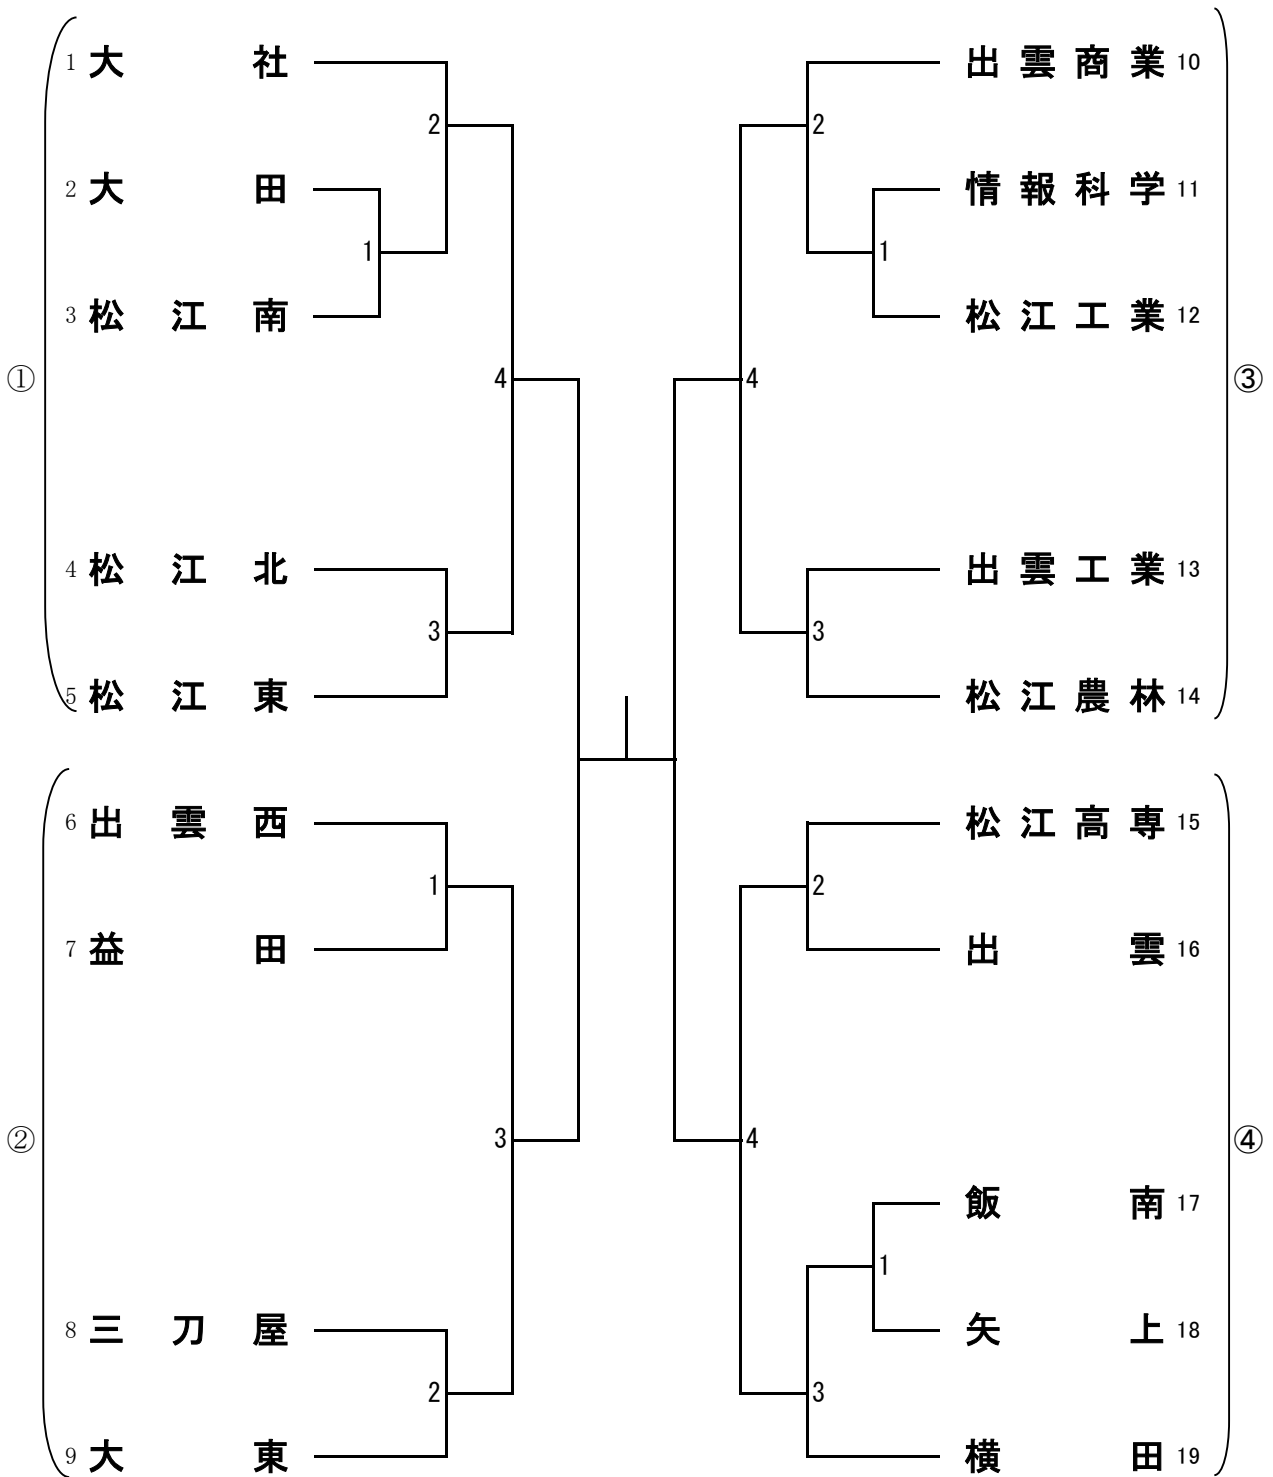 1 大社
2
2 大田
1
3 松江南
① 4
4 松江北
3
5 松江東
6 出雲西
1
7 益田
② 3
8 三刀屋
2
9 大東
出雲商業 10
2
情報科学 11
1
松江工業 12
4 ③
出雲工業 13
3
松江農林 14
松江高専 15
2
出雲 16
4 ④
飯南 17
1
矢上 18
3
横田 19